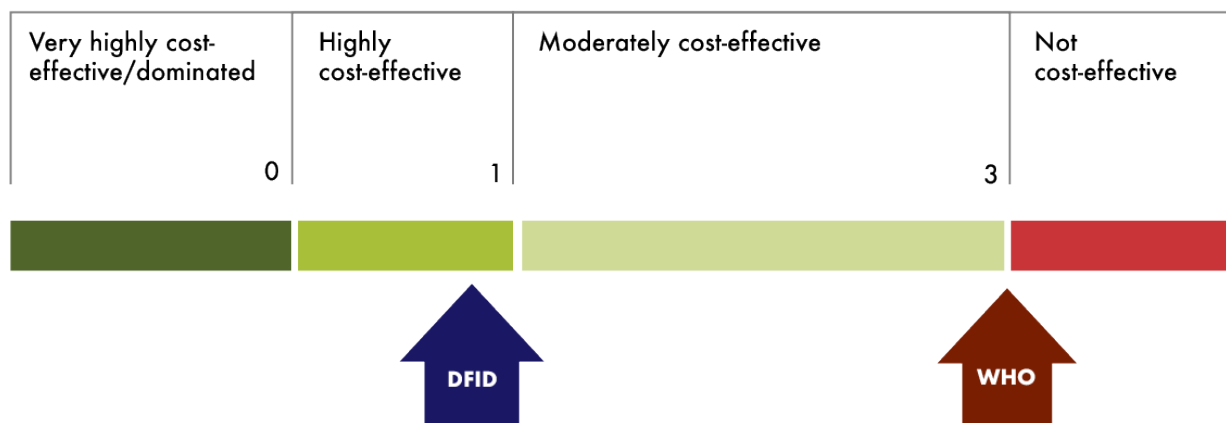 Very highly cost-
effective/dominated
0
Highly
cost-effective
1
Moderately cost-effective
3
Not
cost-effective
DFID
WHO